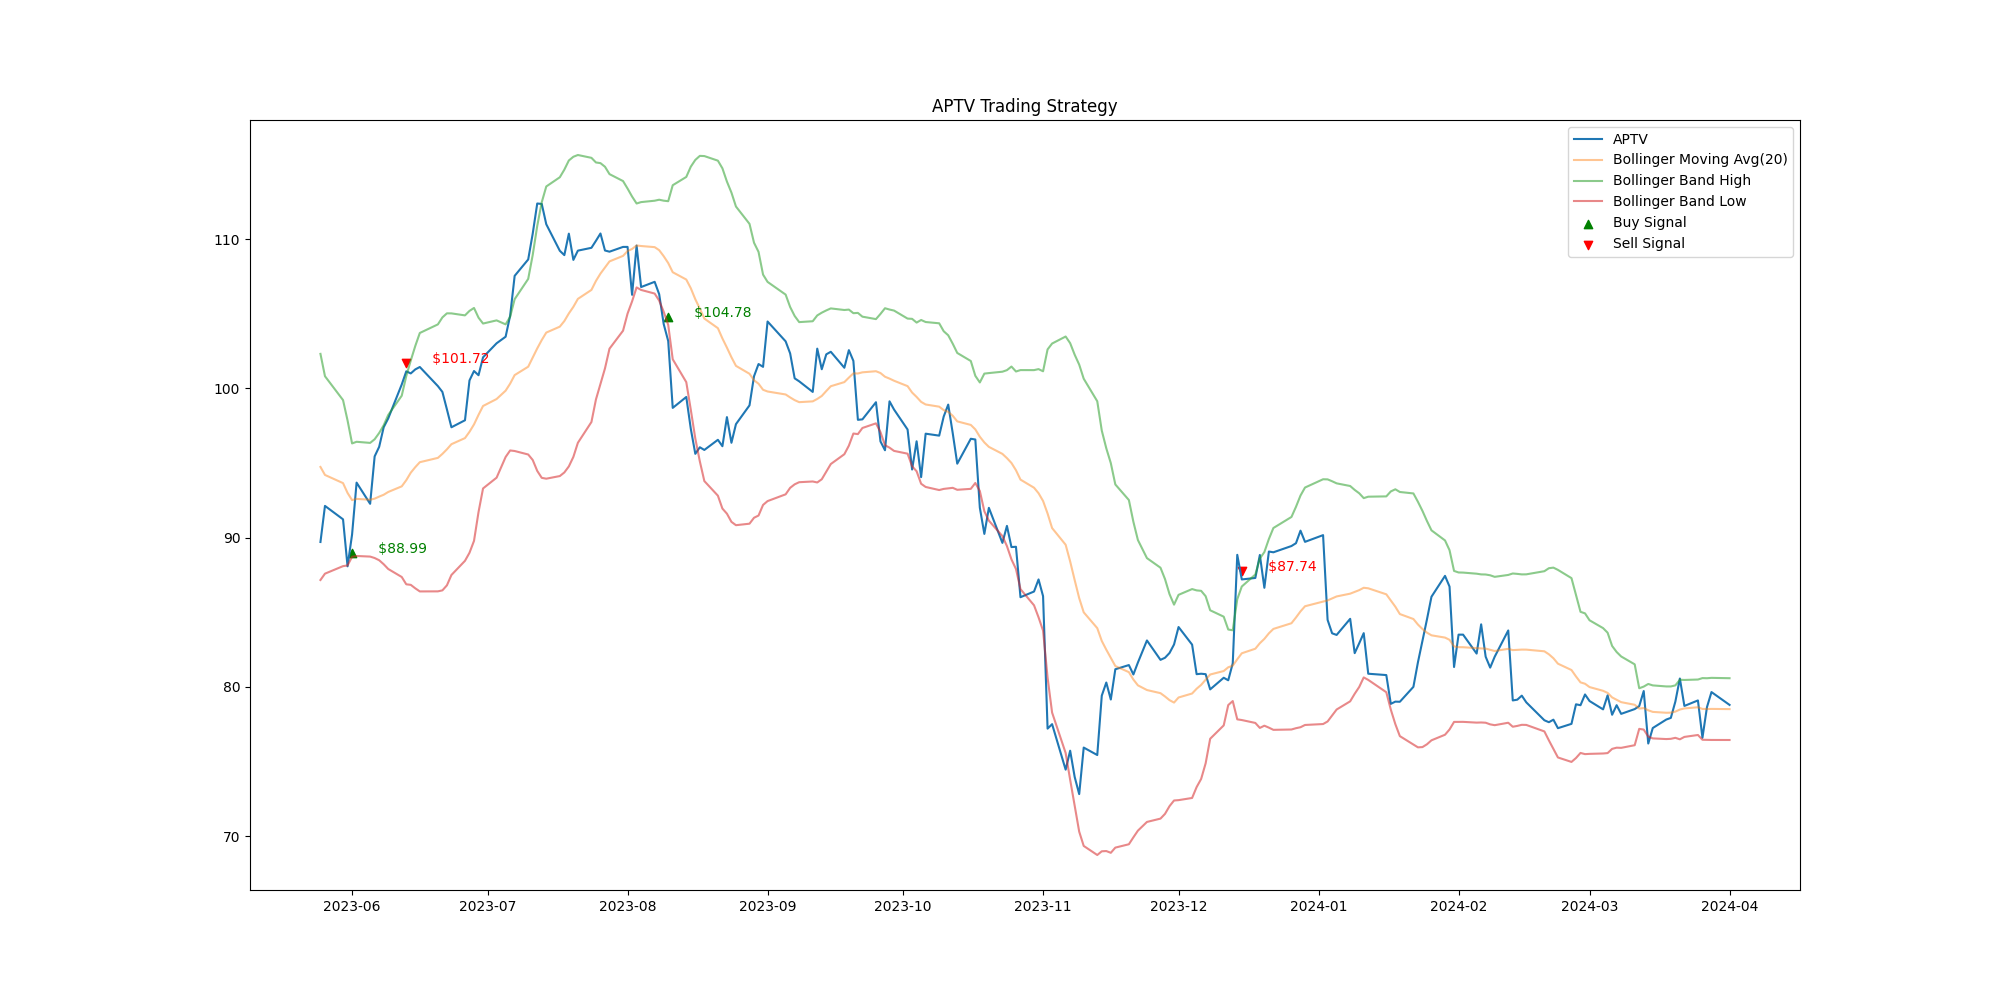 APTV Trading Strategy
APTV
Bollinger Moving Avg(20)
Bollinger Band High
Bollinger Band Low
Buy Signal
Sell Signal
110
100
90
80
70
$104.78
$101.72
$88.99
$87.74
2023-06 2023-07 2023-08 2023-09 2023-10 2023-11 2023-12 2024-01 2024-02 2024-03 2024-04